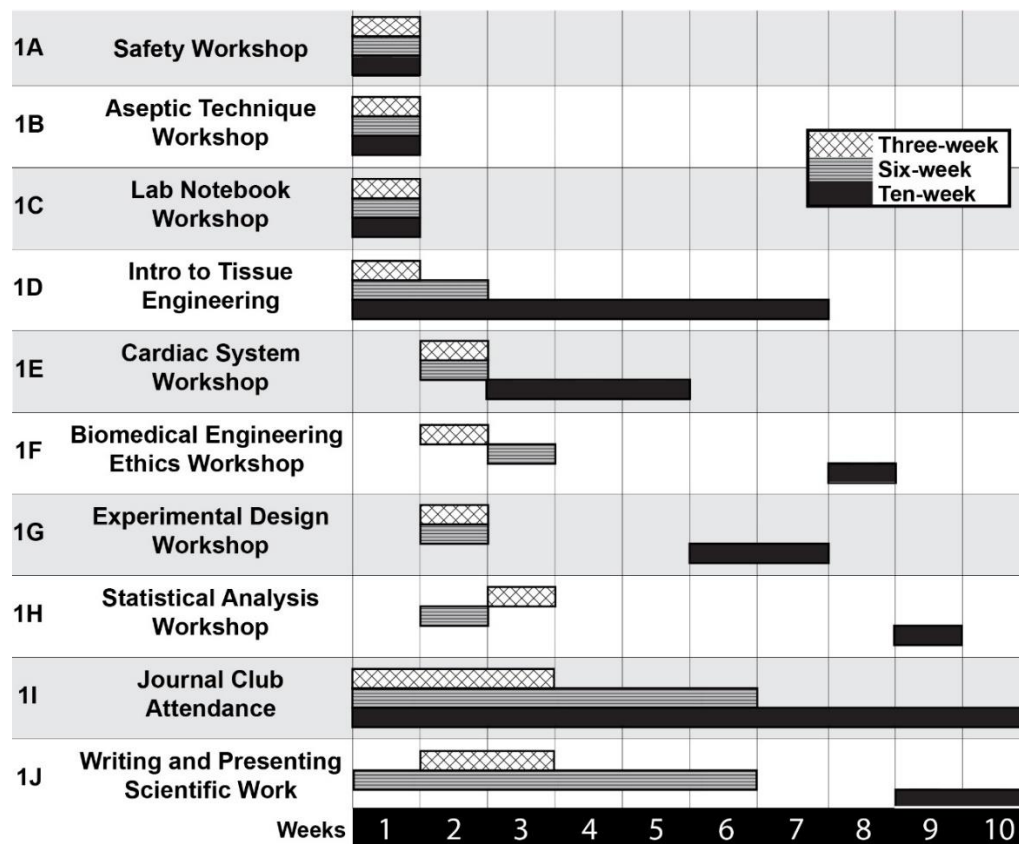 1A Safety Workshop
1B Aseptic Technique
Workshop
Three-week
Six-week
Ten-week
1C Lab Notebook
Workshop
1D Intro to Tissue
Engineering
1E Cardiac System
Workshop
1F Biomedical Engineering
Ethics Workshop
1G Experimental Design
Workshop
1H Statistical Analysis
Workshop
1I Journal Club
Attendance
1J Writing and Presenting
Scientific Work
Weeks 1 2 3 4 5 6 7 8 9 10